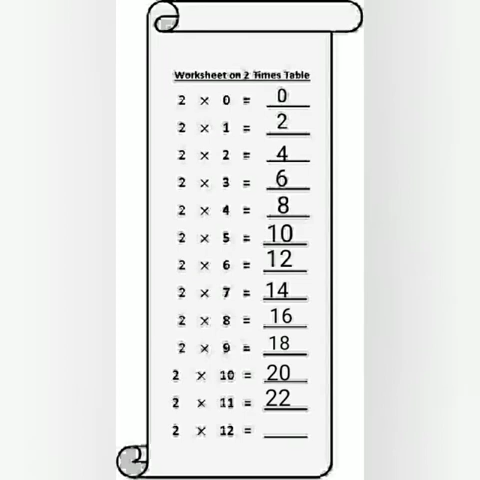 Worksheet on 2 Times Table
2 × 0 = 0
2 × 1 = 2
2 × 2 = 4
2 × 3 = 6
2 × 4 = 8
2 × 5 = 10
2 × 6 = 12
2 × 7 = 14
2 × 8 = 16
2 × 9 = 18
2 × 10 = 20
2 × 11 = 22
2 × 12 = ____